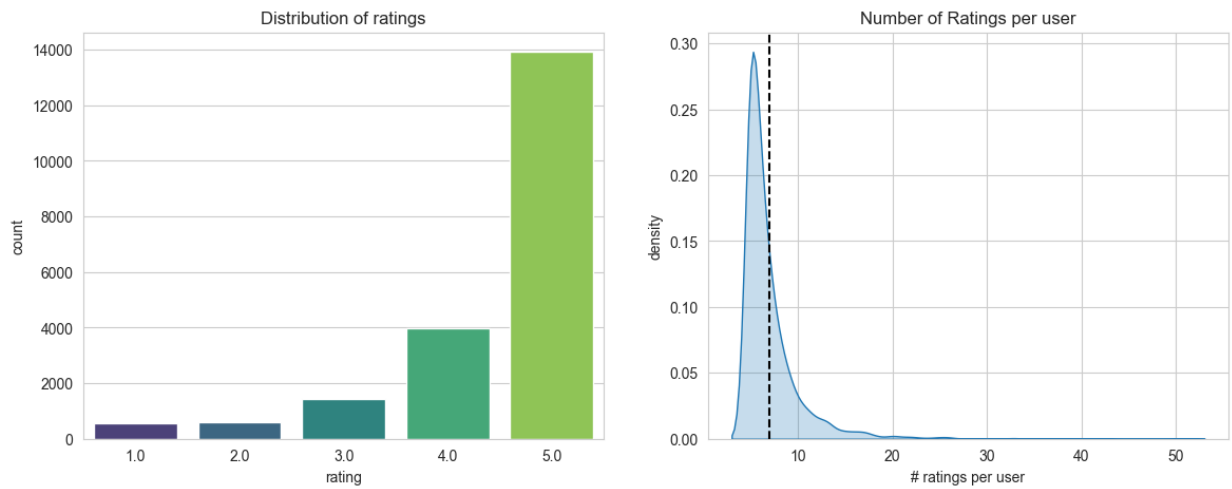 Distribution of ratings
14000
12000
10000
8000
6000
4000
2000
0
count
1.0 2.0 3.0 4.0 5.0
rating
Number of Ratings per user
0.30
0.25
0.20
0.15
0.10
0.05
0.00
density
10 20 30 40 50
# ratings per user